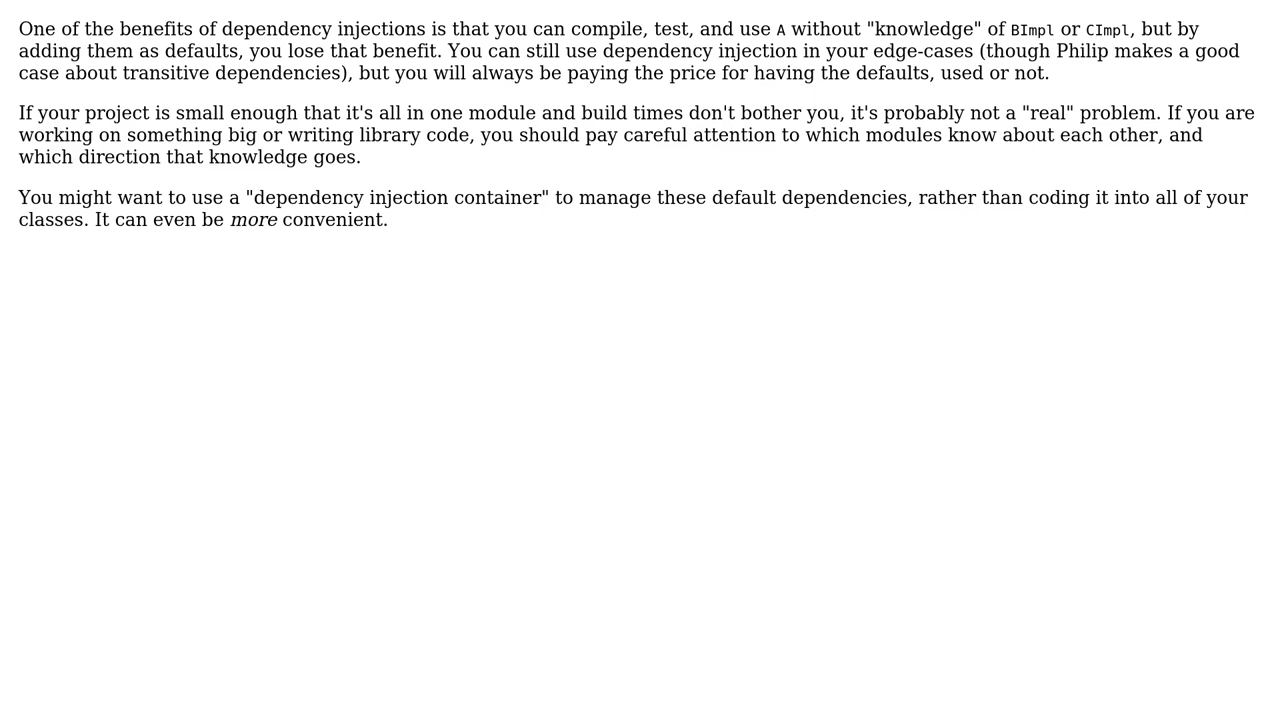 One of the benefits of dependency injections is that you can compile, test, and use A without "knowledge" of BImpl or CImpl, but by
adding them as defaults, you lose that benefit. You can still use dependency injection in your edge-cases (though Philip makes a good
case about transitive dependencies), but you will always be paying the price for having the defaults, used or not.
If your project is small enough that it's all in one module and build times don't bother you, it's probably not a "real" problem. If you are
working on something big or writing library code, you should pay careful attention to which modules know about each other, and
which direction that knowledge goes.
You might want to use a "dependency injection container" to manage these default dependencies, rather than coding it into all of your
classes. It can even be more convenient.